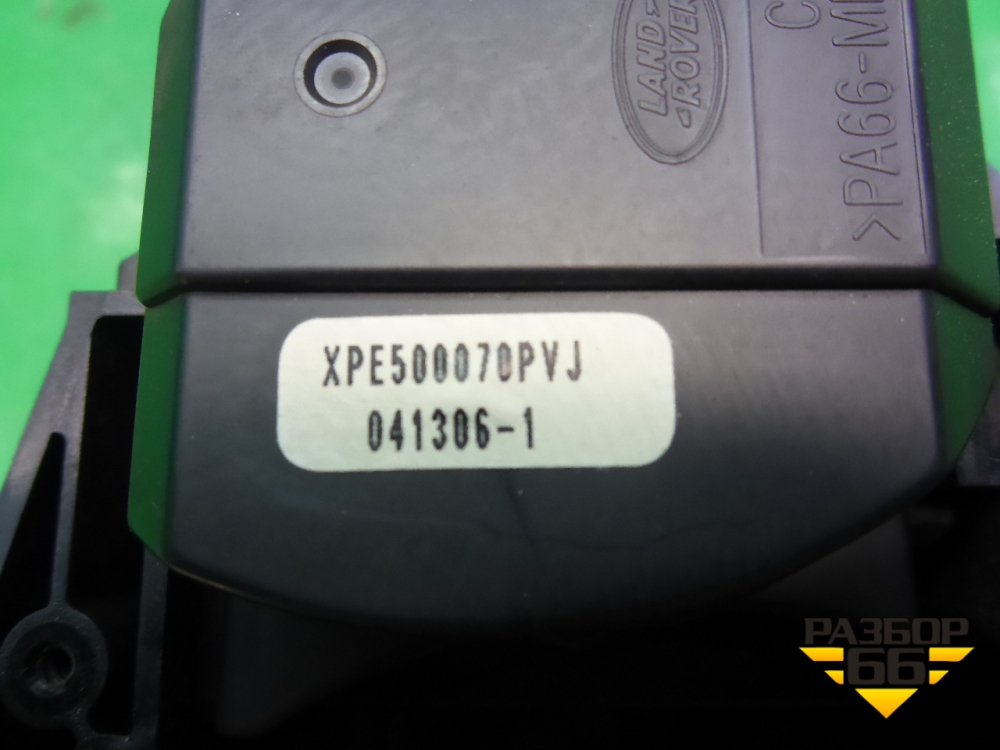 LAND
ROVER
>PA66-M
XPE500070PVJ
041306-1
РАЗБОР
66